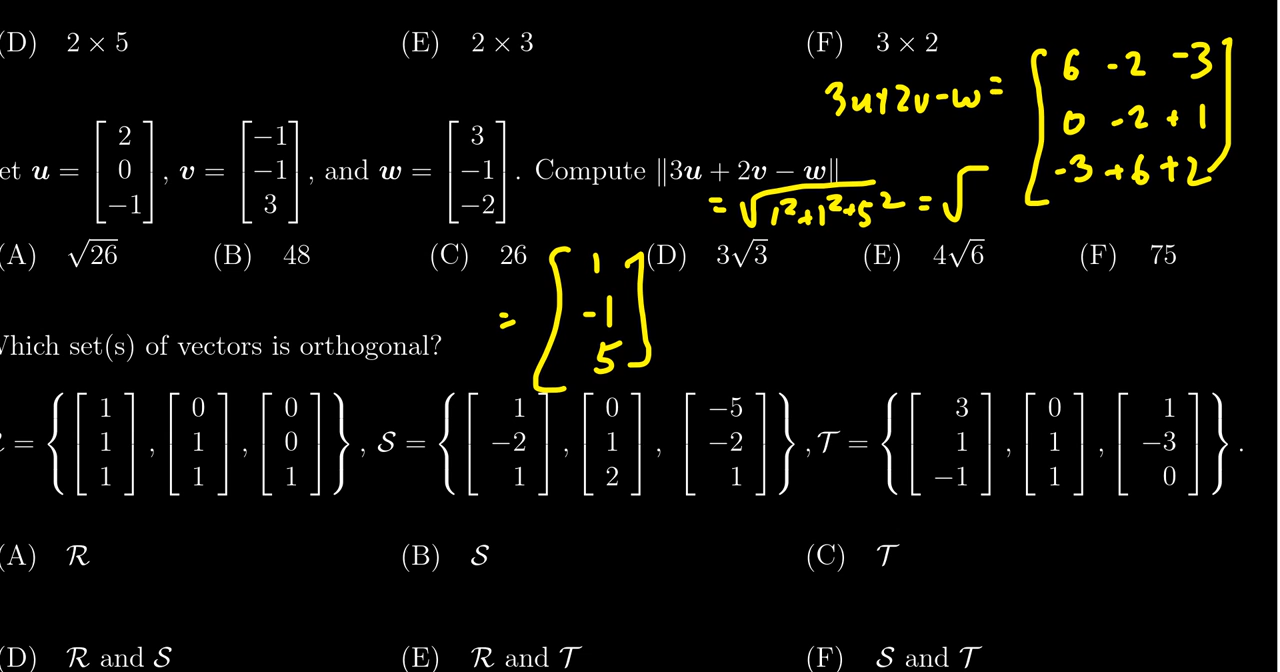 (D) 2 × 5 (E) 2 × 3 (F) 3 × 2
3u+2v-w = [6 -2 -3
0 -2 + 1
-3 +6 +2]
et u = [2 0 −1], v = [−1 −1 3], and w = [3 −1 −2]. Compute ‖3u + 2v − w‖
= √(1²+1²+5²) = √
(A) √26 (B) 48 (C) 26 (D) 3√3 (E) 4√6 (F) 75
= [1 -1 5]
Which set(s) of vectors is orthogonal?
= {[1 1 1], [0 1 1], [0 0 1]}, S = {[1 −2 1], [0 1 2], [−5 −2 1]}, T = {[3 1 −1], [0 1 1], [1 −3 0]}.
(A) R (B) S (C) T
(D) R and S (E) R and T (F) S and T